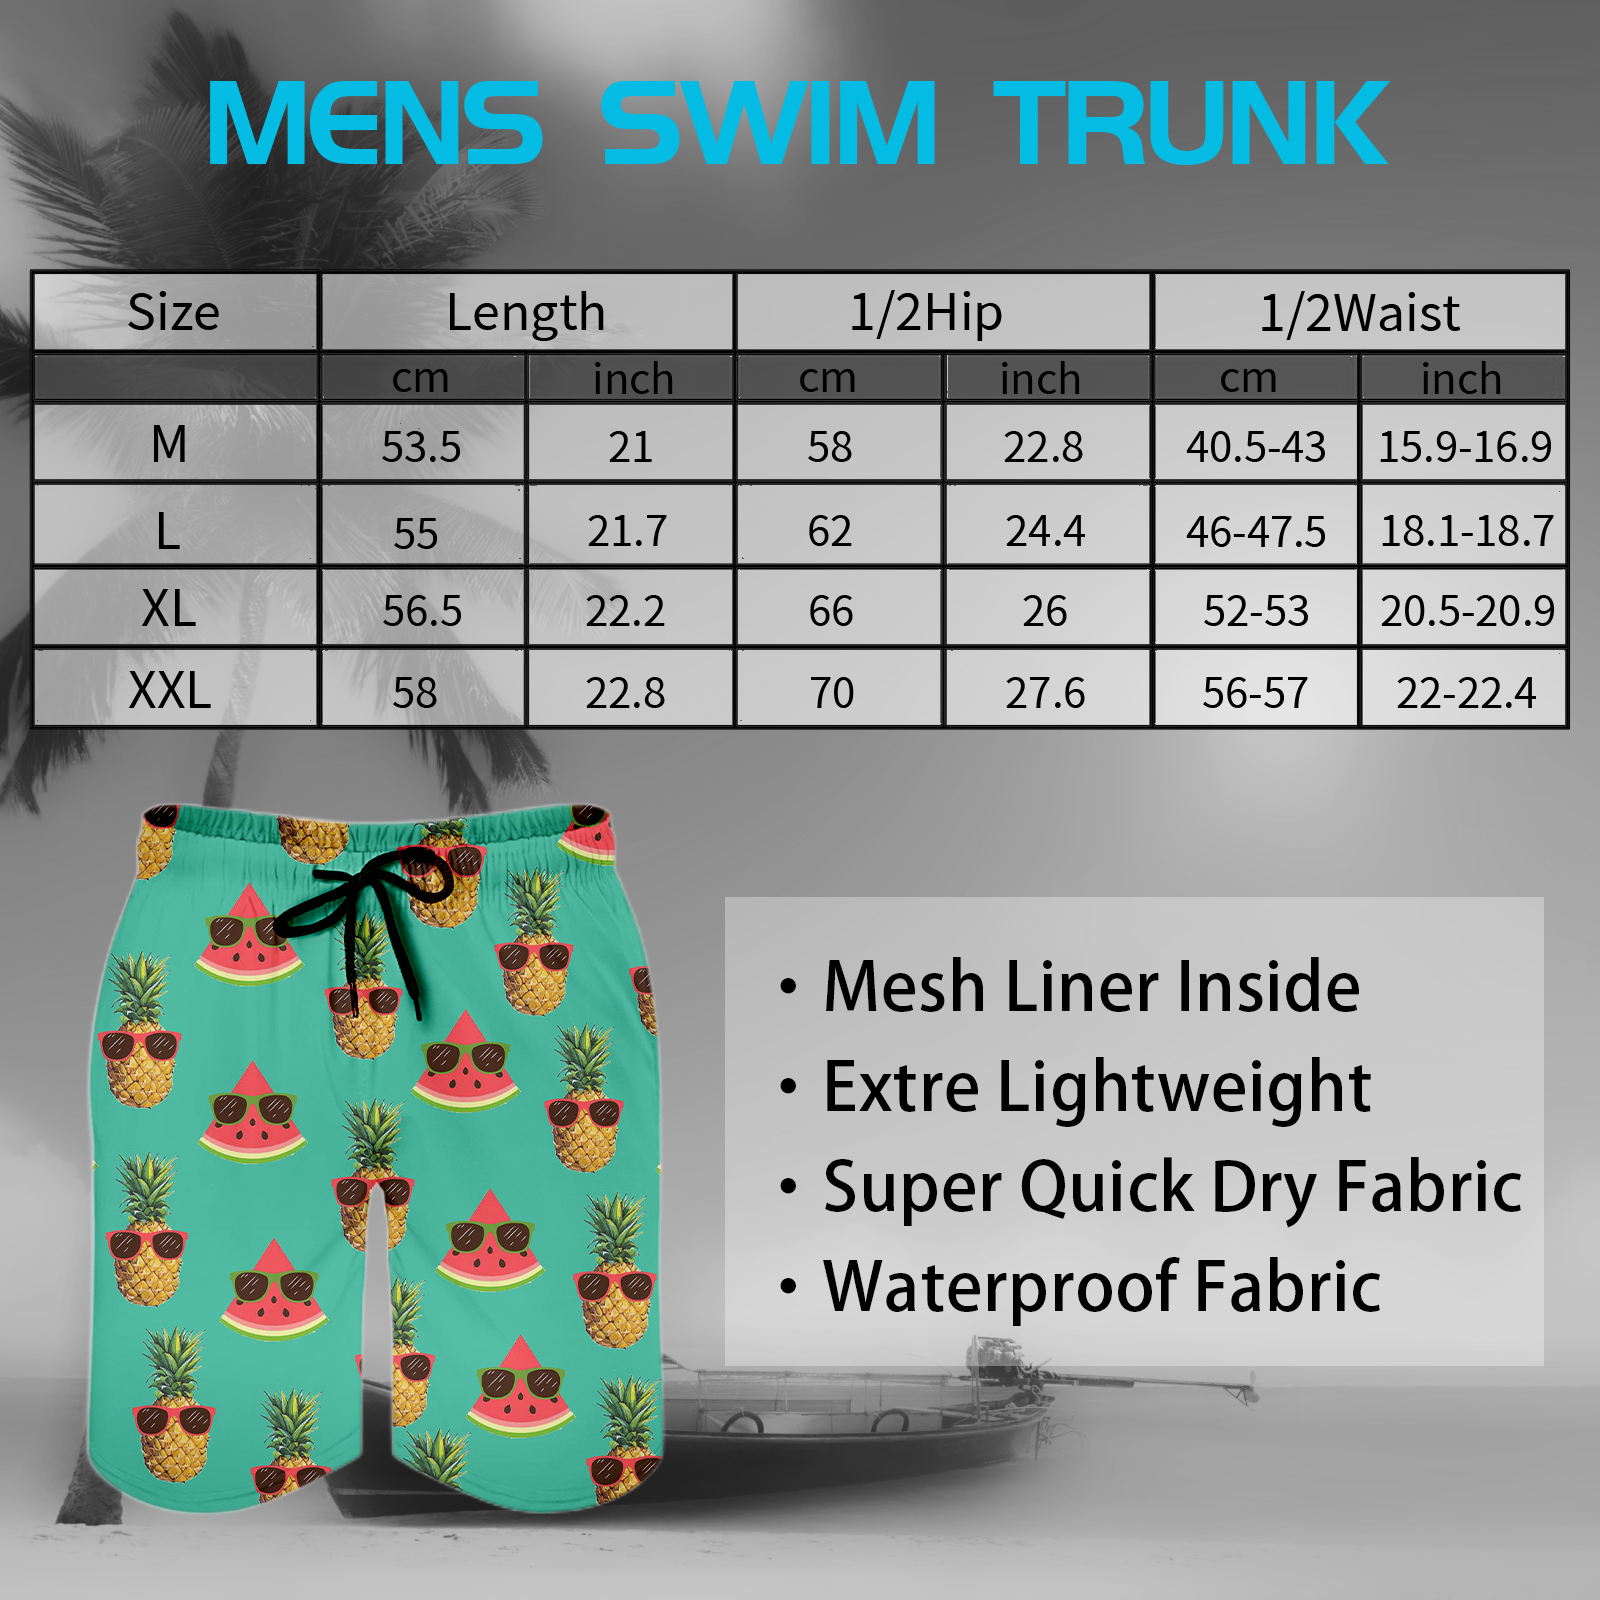 MENS SWIM TRUNK
Size Length 1/2Hip 1/2Waist
cm inch cm inch cm inch
M 53.5 21 58 22.8 40.5-43 15.9-16.9
L 55 21.7 62 24.4 46-47.5 18.1-18.7
XL 56.5 22.2 66 26 52-53 20.5-20.9
XXL 58 22.8 70 27.6 56-57 22-22.4
• Mesh Liner Inside
• Extre Lightweight
• Super Quick Dry Fabric
• Waterproof Fabric